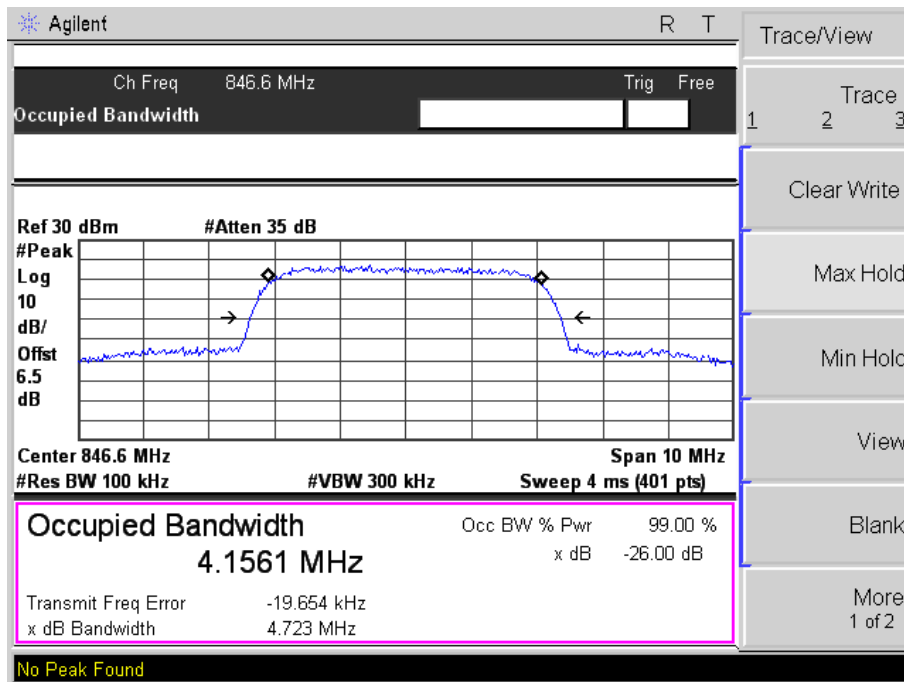 Agilent R T
Trace/View
Ch Freq 846.6 MHz Trig Free
Occupied Bandwidth
Trace
1 2 3
Clear Write
Ref 30 dBm #Atten 35 dB
#Peak
Log
10
dB/
Offst
6.5
dB
Max Hold
Min Hold
View
Center 846.6 MHz Span 10 MHz
#Res BW 100 kHz #VBW 300 kHz Sweep 4 ms (401 pts)
Occupied Bandwidth Occ BW % Pwr 99.00 %
4.1561 MHz x dB -26.00 dB
Blank
Transmit Freq Error -19.654 kHz
x dB Bandwidth 4.723 MHz
More
1 of 2
No Peak Found